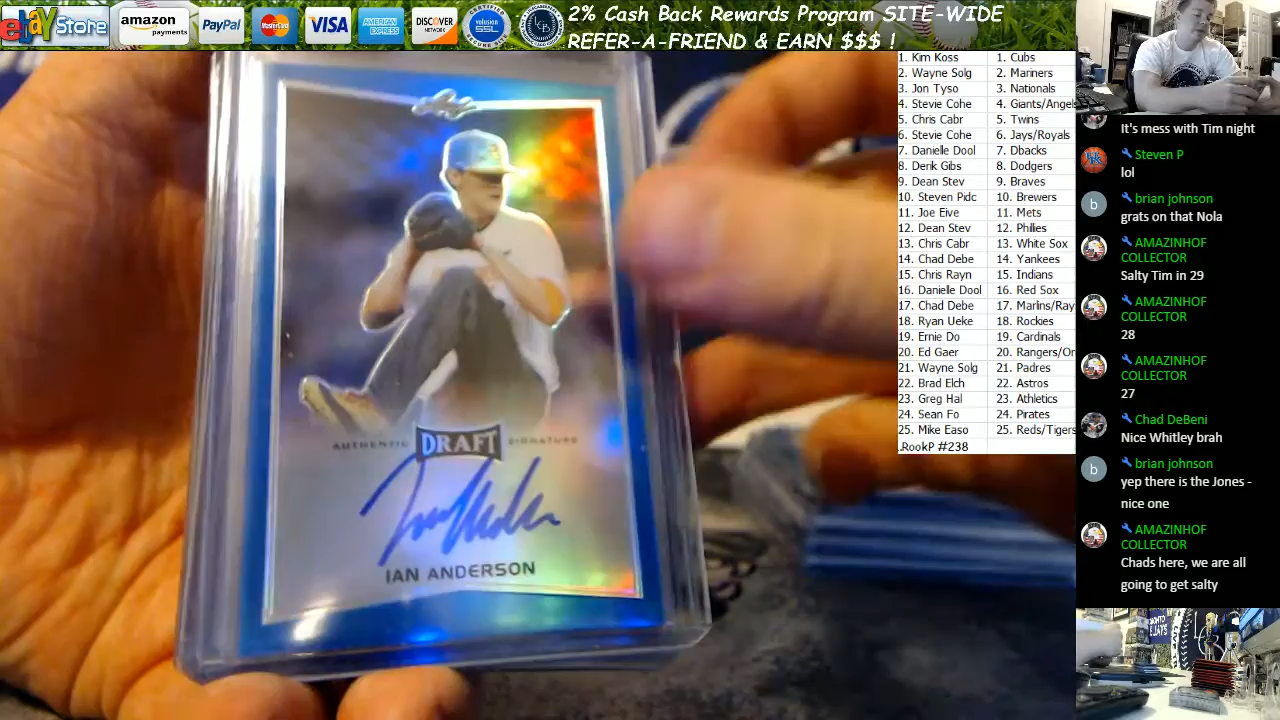 ebay Store
amazon
payments
PayPal
MasterCard
VISA
AMERICAN
EXPRESS
DISCOVER
NETWORK
volusion
SSL
LCB
2% Cash Back Rewards Program SITE-WIDE
REFER-A-FRIEND & EARN $$$ !
1. Kim Koss 1. Cubs
2. Wayne Solg 2. Mariners
3. Jon Tyso 3. Nationals
4. Stevie Cohe 4. Giants/Angels
5. Chris Cabr 5. Twins
6. Stevie Cohe 6. Jays/Royals
7. Danielle Dool 7. Dbacks
8. Derik Gibs 8. Dodgers
9. Dean Stev 9. Braves
10. Steven Pidc 10. Brewers
11. Joe Eive 11. Mets
12. Dean Stev 12. Phllies
13. Chris Cabr 13. White Sox
14. Chad Debe 14. Yankees
15. Chris Rayn 15. Indians
16. Danielle Dool 16. Red Sox
17. Chad Debe 17. Marlins/Ray
18. Ryan Ueke 18. Rockies
19. Ernie Do 19. Cardinals
20. Ed Gaer 20. Rangers/Or
21. Wayne Solg 21. Padres
22. Brad Elch 22. Astros
23. Greg Hal 23. Athletics
24. Sean Fo 24. Pirates
25. Mike Easo 25. Reds/Tigers
.RookP #238
It's mess with Tim night
Steven P
lol
b
brian johnson
grats on that Nola
AMAZINHOF
COLLECTOR
Salty Tim in 29
AMAZINHOF
COLLECTOR
28
AMAZINHOF
COLLECTOR
27
Chad DeBeni
Nice Whitley brah
b
brian johnson
yep there is the Jones -
nice one
AMAZINHOF
COLLECTOR
Chads here, we are all
going to get salty
Leaf
AUTHENTIC DRAFT SIGNATURE
IAN ANDERSON